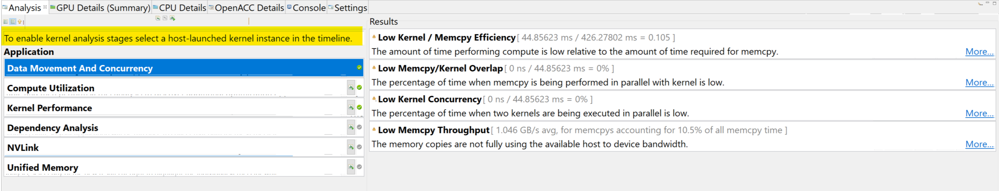 Analysis GPU Details (Summary) CPU Details OpenACC Details Console Settings
To enable kernel analysis stages select a host-launched kernel instance in the timeline.
Application
Data Movement And Concurrency
Compute Utilization
Kernel Performance
Dependency Analysis
NVLink
Unified Memory
Results
Low Kernel / Memcpy Efficiency [ 44.85623 ms / 426.27802 ms = 0.105 ]
The amount of time performing compute is low relative to the amount of time required for memcpy. More...
Low Memcpy/Kernel Overlap [ 0 ns / 44.85623 ms = 0% ]
The percentage of time when memcpy is being performed in parallel with kernel is low. More...
Low Kernel Concurrency [ 0 ns / 44.85623 ms = 0% ]
The percentage of time when two kernels are being executed in parallel is low. More...
Low Memcpy Throughput [ 1.046 GB/s avg, for memcpys accounting for 10.5% of all memcpy time ]
The memory copies are not fully using the available host to device bandwidth. More...